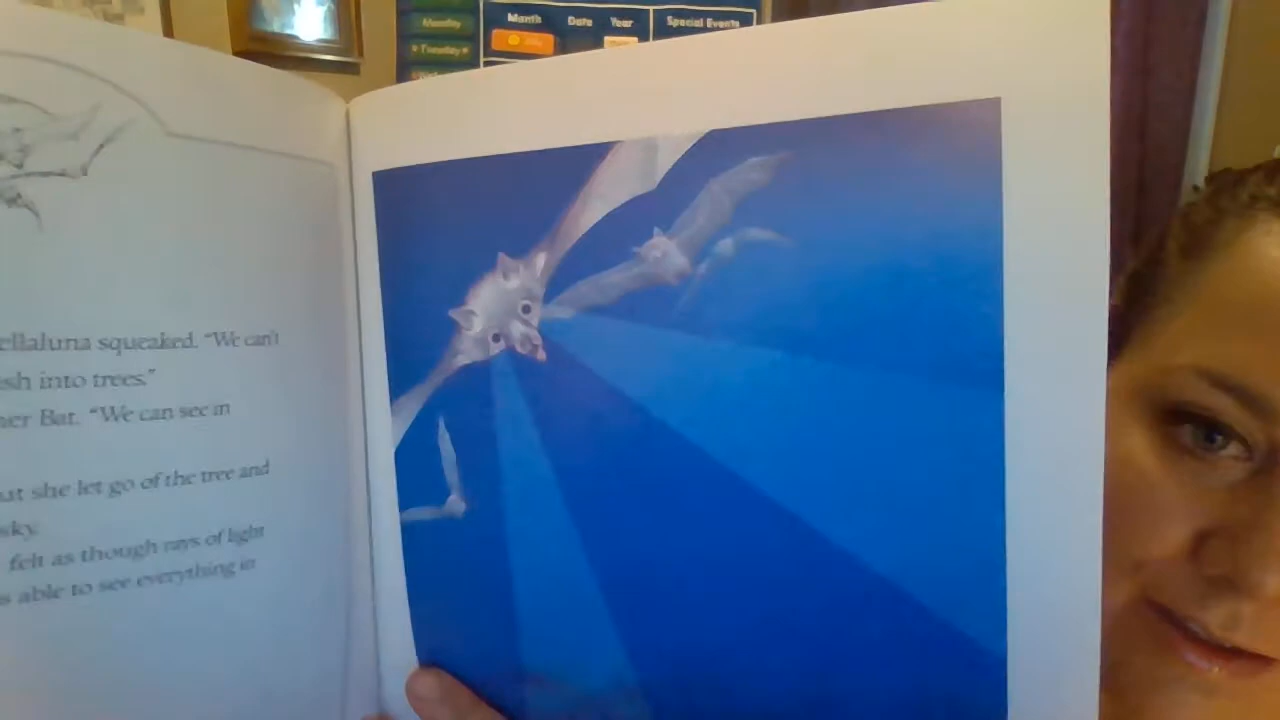 Monday
Tuesday
Month Date Year Special Events
ellaluna squeaked. "We can't
sh into trees."
er Bat. "We can see in
ut she let go of the tree and
sky.
felt as though rays of light
s able to see everything in